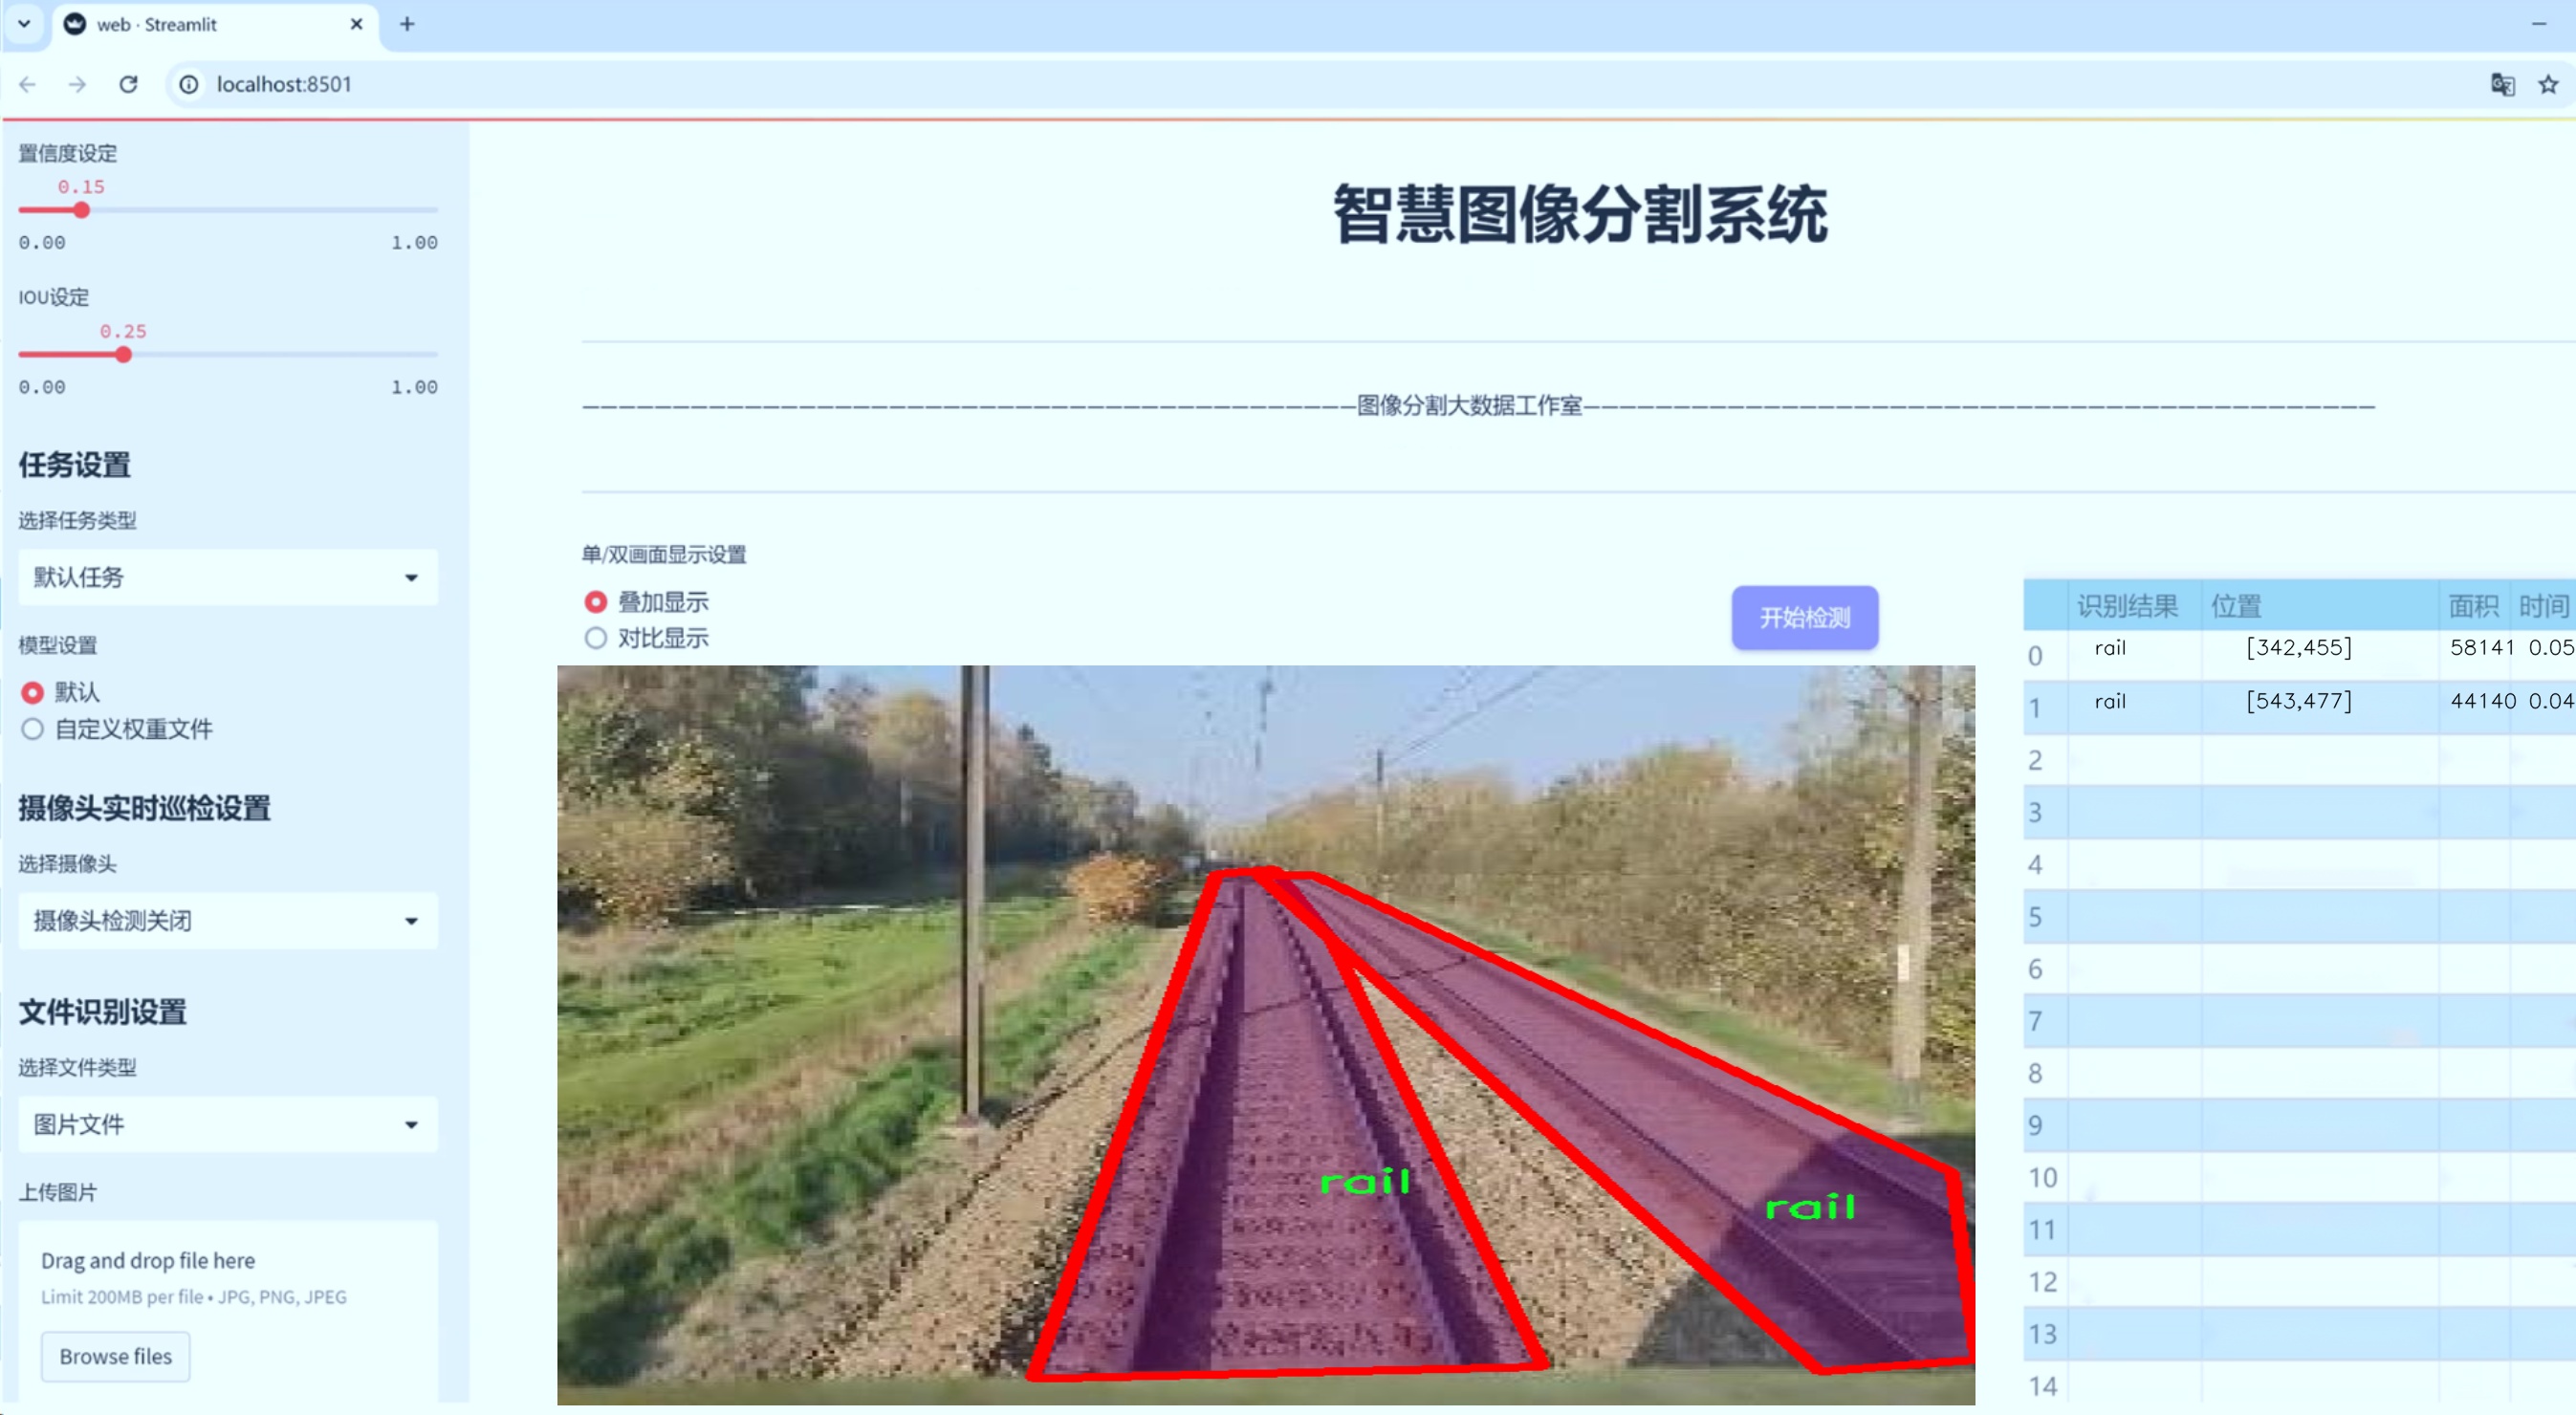 web · Streamlit
localhost:8501
置信度设定
0.15
0.00 1.00
IOU设定
0.25
0.00 1.00
任务设置
选择任务类型
默认任务
模型设置
默认
自定义权重文件
摄像头实时巡检设置
选择摄像头
摄像头检测关闭
文件识别设置
选择文件类型
图片文件
上传图片
Drag and drop file here
Limit 200MB per file • JPG, PNG, JPEG
Browse files
智慧图像分割系统
图像分割大数据工作室
单/双画面显示设置
叠加显示
对比显示
开始检测
rail
rail
识别结果 位置 面积 时间
0 rail [342,455] 58141 0.05
1 rail [543,477] 44140 0.04
2
3
4
5
6
7
8
9
10
11
12
13
14